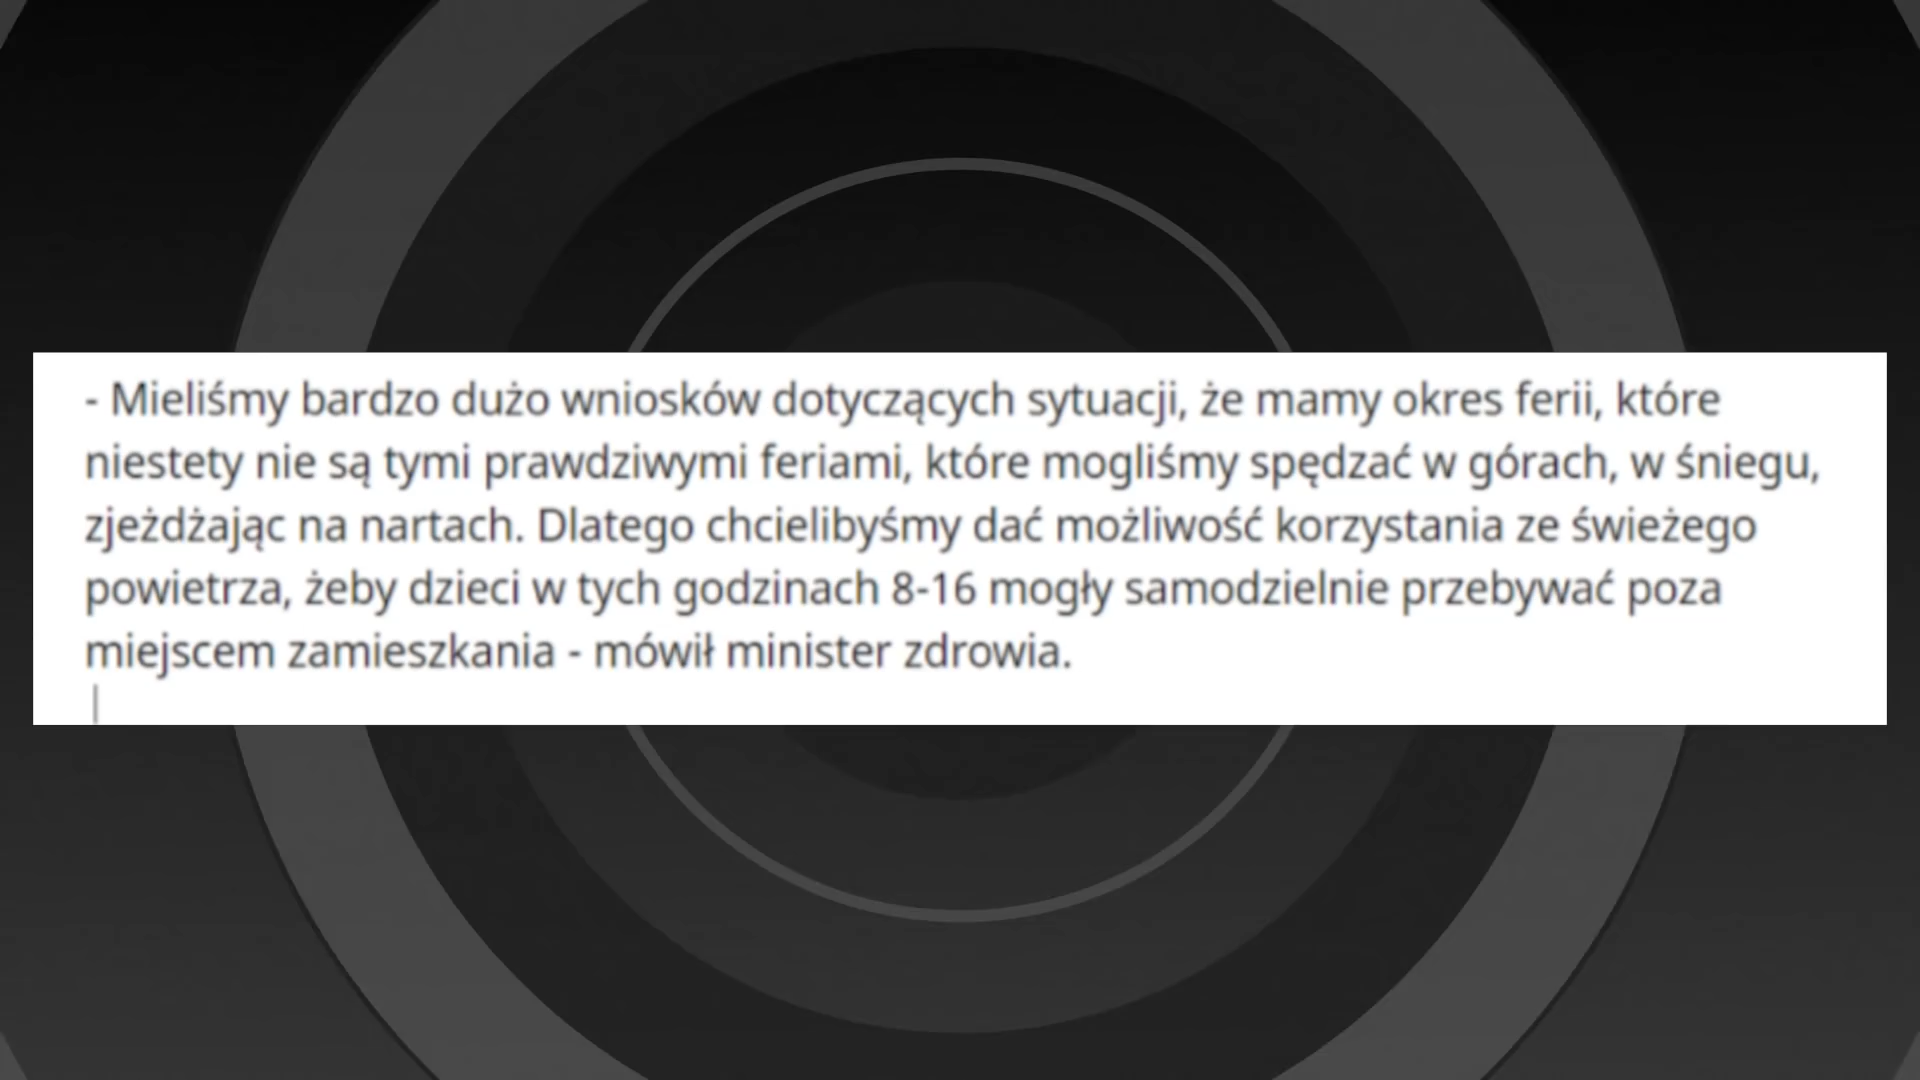 - Mieliśmy bardzo dużo wniosków dotyczących sytuacji, że mamy okres ferii, które
niestety nie są tymi prawdziwymi feriami, które mogliśmy spędzać w górach, w śniegu,
zjeżdżając na nartach. Dlatego chcielibyśmy dać możliwość korzystania ze świeżego
powietrza, żeby dzieci w tych godzinach 8-16 mogły samodzielnie przebywać poza
miejscem zamieszkania - mówił minister zdrowia.